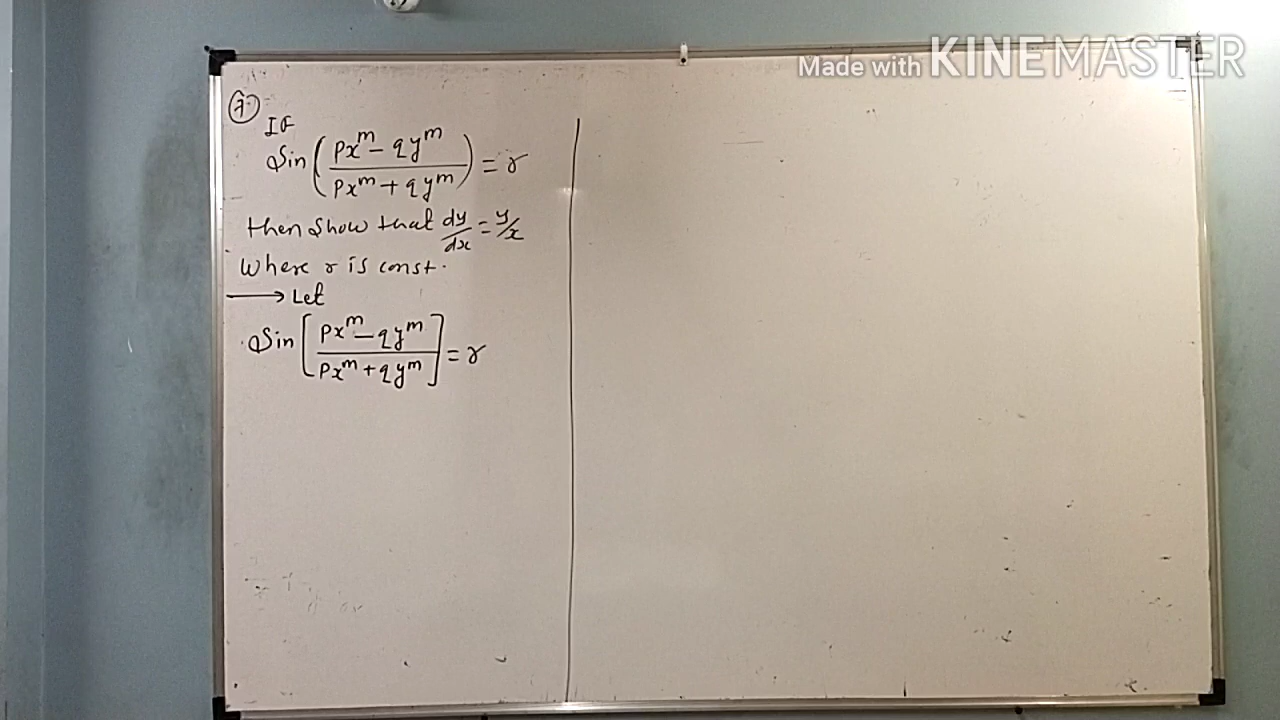 Made with KINEMASTER
7
If
Sin(px^m - qy^m / px^m + qy^m) = r
then show that dy/dx = y/x
Where r is const.
→ Let
Sin[px^m - qy^m / px^m + qy^m] = r